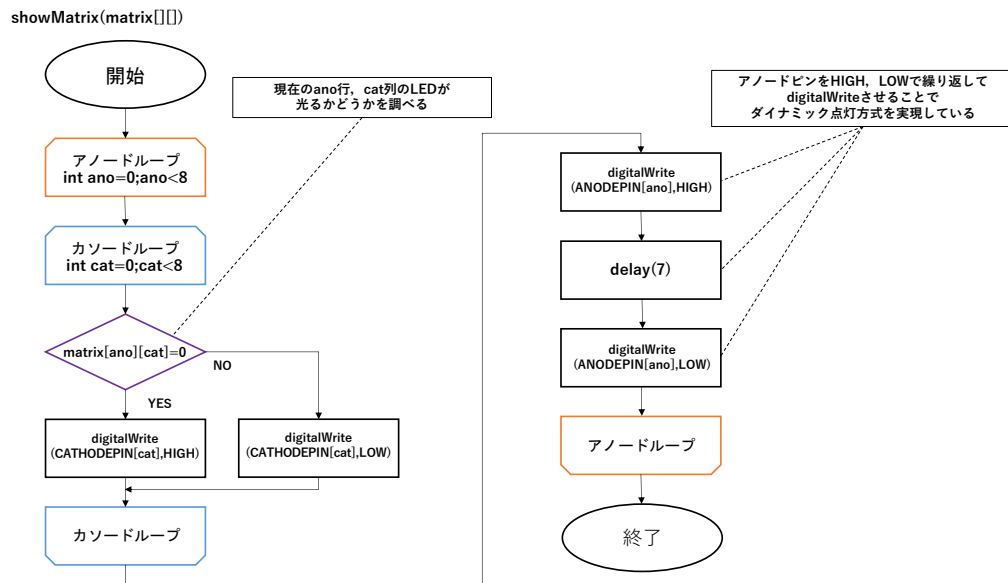 showMatrix(matrix[][])
開始
アノードループ
int ano=0;ano<8
カソードループ
int cat=0;cat<8
matrix[ano][cat]=0
NO
YES
digitalWrite
(CATHODEPIN[cat],HIGH)
digitalWrite
(CATHODEPIN[cat],LOW)
カソードループ
現在のano行，cat列のLEDが
光るかどうかを調べる
アノードピンをHIGH，LOWで繰り返して
digitalWriteさせることで
ダイナミック点灯方式を実現している
digitalWrite
(ANODEPIN[ano],HIGH)
delay(7)
digitalWrite
(ANODEPIN[ano],LOW)
アノードループ
終了